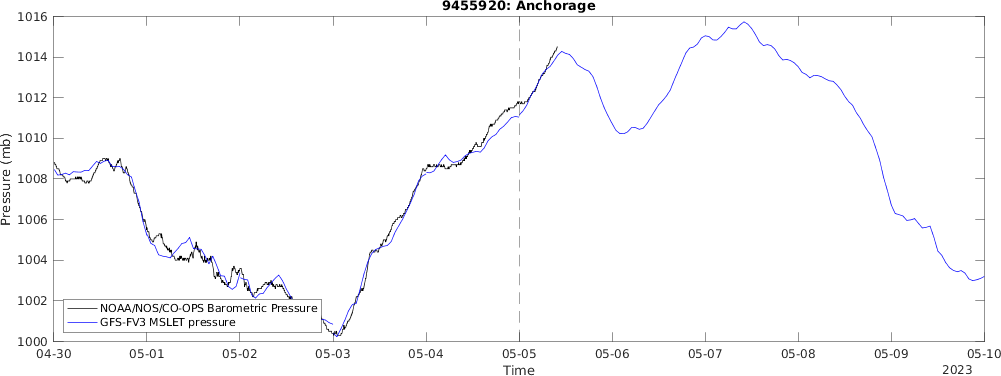 9455920: Anchorage
1016
1014
1012
1010
1008
1006
1004
1002
1000
Pressure (mb)
NOAA/NOS/CO-OPS Barometric Pressure
GFS-FV3 MSLET pressure
04-30 05-01 05-02 05-03 05-04 05-05 05-06 05-07 05-08 05-09 05-10
Time
2023